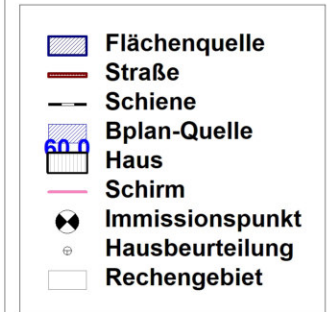 Flächenquelle
Straße
Schiene
Bplan-Quelle
60.0
Haus
Schirm
Immissionspunkt
Hausbeurteilung
Rechengebiet